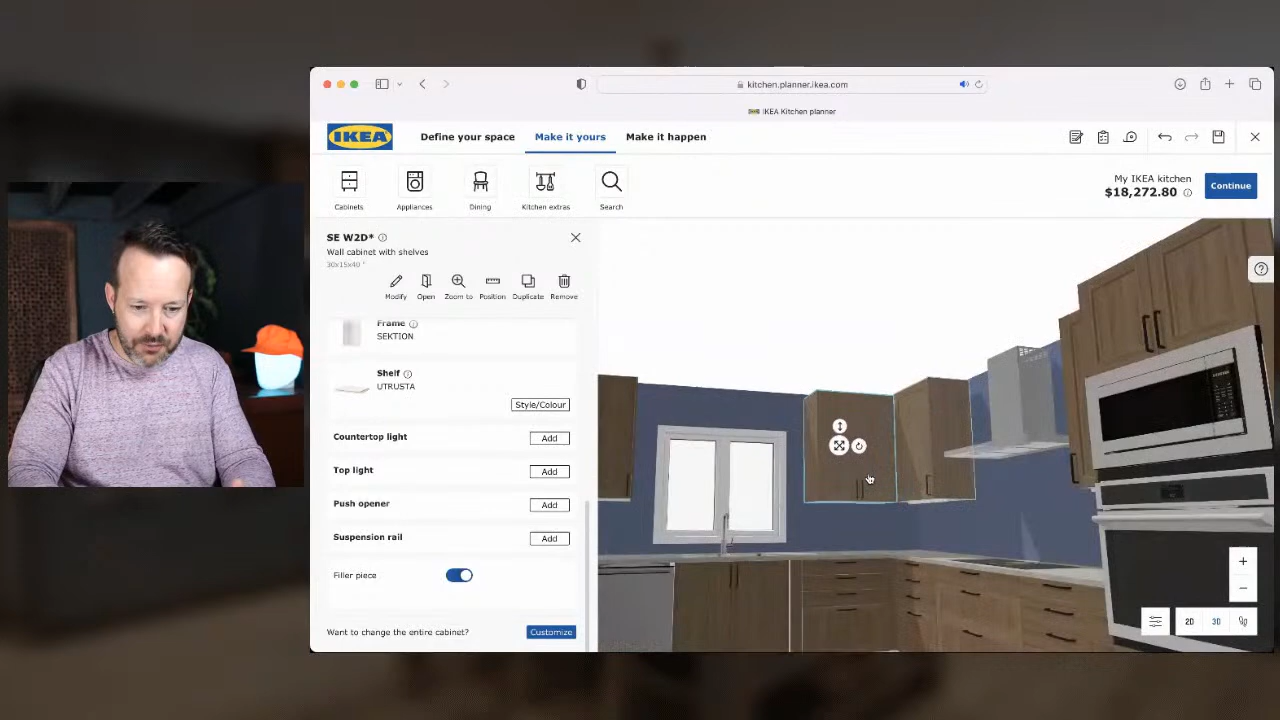 kitchen.planner.ikea.com
IKEA Kitchen planner
IKEA
Define your space
Make it yours
Make it happen
Cabinets
Appliances
Dining
Kitchen extras
Search
My IKEA kitchen
$18,272.80
Continue
SE W2D*
Wall cabinet with shelves
30x15x40 "
Modify
Open
Zoom to
Position
Duplicate
Remove
Frame
SEKTION
Shelf
UTRUSTA
Style/Colour
Countertop light
Add
Top light
Add
Push opener
Add
Suspension rail
Add
Filler piece
Want to change the entire cabinet?
Customize
2D
3D